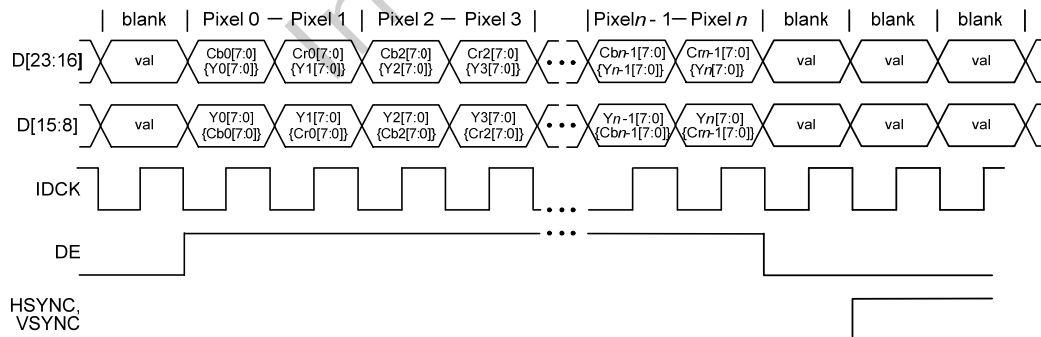 blank Pixel 0 — Pixel 1 Pixel 2 — Pixel 3 Pixeln- 1—Pixel n blank blank blank
D[23:16] val Cb0[7:0] Cr0[7:0] Cb2[7:0] Cr2[7:0] ••• Cbn-1[7:0] Crn-1[7:0] val val val
{Y0[7:0]} {Y1[7:0]} {Y2[7:0]} {Y3[7:0]} {Yn-1[7:0]} {Yn[7:0]}
D[15:8] val Y0[7:0] Y1[7:0] Y2[7:0] Y3[7:0] ••• Yn-1[7:0] Yn[7:0] val val val
{Cb0[7:0]} {Cr0[7:0]} {Cb2[7:0]} {Cr2[7:0]} {Cbn-1[7:0]} {Crn-1[7:0]}
IDCK •••
DE •••
HSYNC,
VSYNC